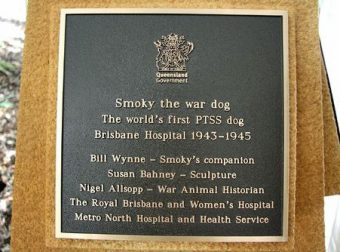 Queensland
Government
Smoky the war dog
The world's first PTSS dog
Brisbane Hospital 1943-1945
Bill Wynne - Smoky's companion
Susan Bahney - Sculpture
Nigel Allsopp - War Animal Historian
The Royal Brisbane and Women's Hospital
Metro North Hospital and Health Service